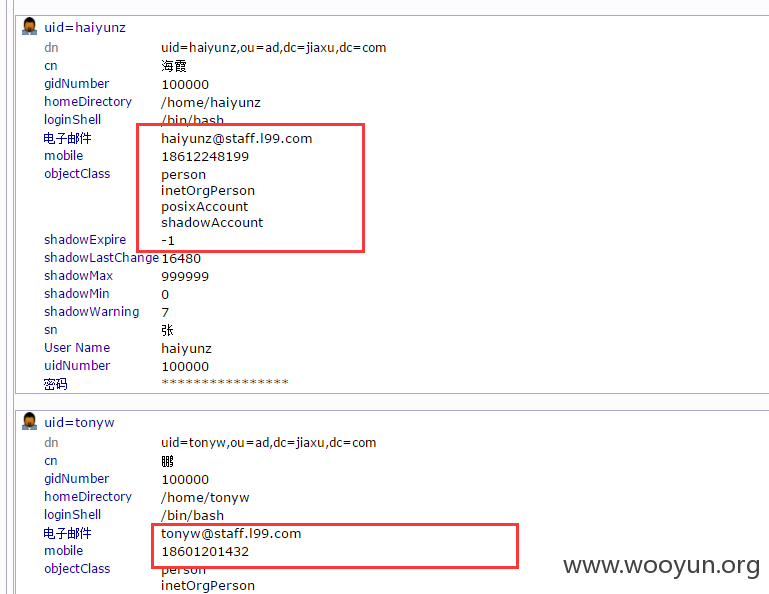 uid=haiyunz
dn uid=haiyunz,ou=ad,dc=jiaxu,dc=com
cn 海霞
gidNumber 100000
homeDirectory /home/haiyunz
loginShell /bin/bash
电子邮件 haiyunz@staff.l99.com
mobile 18612248199
objectClass person
inetOrgPerson
posixAccount
shadowAccount
shadowExpire -1
shadowLastChange 16480
shadowMax 999999
shadowMin 0
shadowWarning 7
sn 张
User Name haiyunz
uidNumber 100000
密码 ****************
uid=tonyw
dn uid=tonyw,ou=ad,dc=jiaxu,dc=com
cn 鹏
gidNumber 100000
homeDirectory /home/tonyw
loginShell /bin/bash
电子邮件 tonyw@staff.l99.com
mobile 18601201432
objectClass person
inetOrgPerson
www.wooyun.org